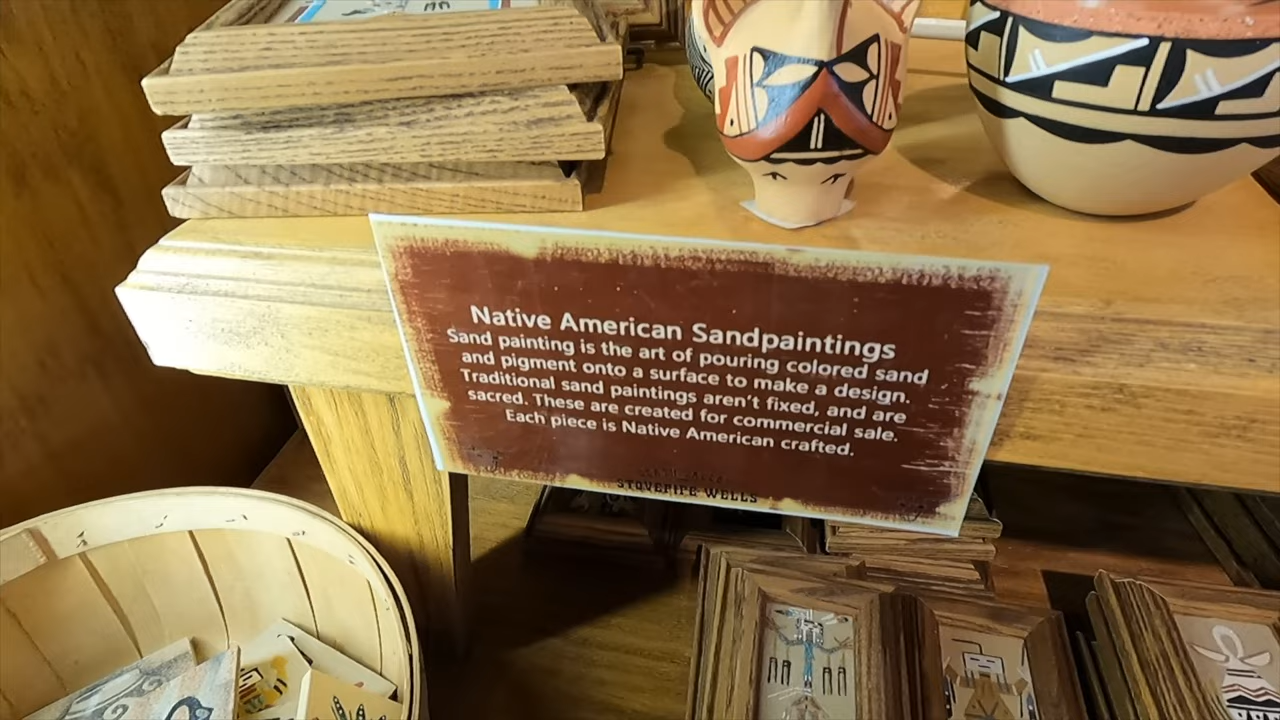 Native American Sandpaintings
Sand painting is the art of pouring colored sand
and pigment onto a surface to make a design.
Traditional sand paintings aren't fixed, and are
sacred. These are created for commercial sale.
Each piece is Native American crafted.
STOVEPIPE WELLS